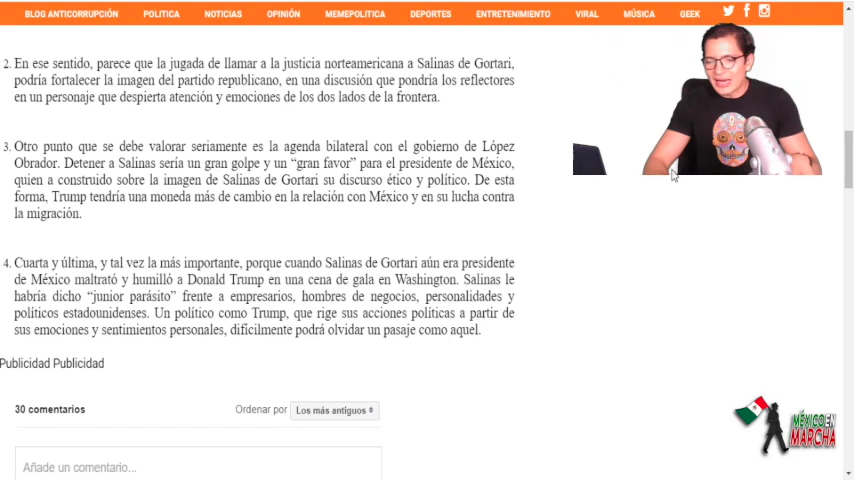 BLOG ANTICORRUPCIÓN POLITICA NOTICIAS OPINIÓN MEMEPOLITICA DEPORTES ENTRETENIMIENTO VIRAL MÚSICA GEEK
2. En ese sentido, parece que la jugada de llamar a la justicia norteamericana a Salinas de Gortari,
podría fortalecer la imagen del partido republicano, en una discusión que pondría los reflectores
en un personaje que despierta atención y emociones de los dos lados de la frontera.
3. Otro punto que se debe valorar seriamente es la agenda bilateral con el gobierno de López
Obrador. Detener a Salinas sería un gran golpe y un “gran favor” para el presidente de México,
quien a construido sobre la imagen de Salinas de Gortari su discurso ético y político. De esta
forma, Trump tendría una moneda más de cambio en la relación con México y en su lucha contra
la migración.
4. Cuarta y última, y tal vez la más importante, porque cuando Salinas de Gortari aún era presidente
de México maltrató y humilló a Donald Trump en una cena de gala en Washington. Salinas le
habría dicho “junior parásito” frente a empresarios, hombres de negocios, personalidades y
políticos estadounidenses. Un político como Trump, que rige sus acciones políticas a partir de
sus emociones y sentimientos personales, difícilmente podrá olvidar un pasaje como aquel.
Publicidad Publicidad
30 comentarios Ordenar por Los más antiguos
Añade un comentario...
MÉXICO EN
MARCHA